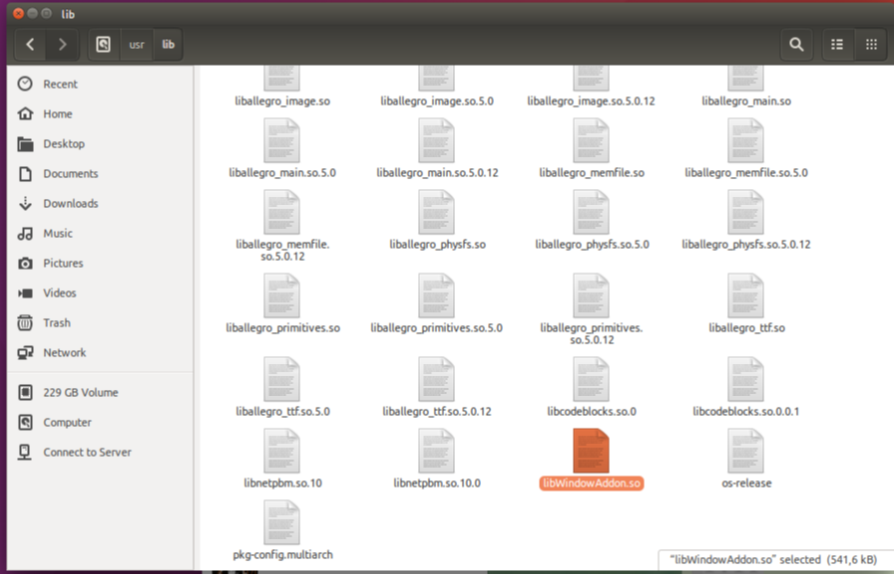 lib
usr lib
Recent
Home
Desktop
Documents
Downloads
Music
Pictures
Videos
Trash
Network
229 GB Volume
Computer
Connect to Server
liballegro_image.so liballegro_image.so.5.0 liballegro_image.so.5.0.12 liballegro_main.so
liballegro_main.so.5.0 liballegro_main.so.5.0.12 liballegro_memfile.so liballegro_memfile.so.5.0
liballegro_memfile.
so.5.0.12
liballegro_physfs.so liballegro_physfs.so.5.0 liballegro_physfs.so.5.0.12
liballegro_primitives.so liballegro_primitives.so.5.0
liballegro_primitives.
so.5.0.12
liballegro_ttf.so
liballegro_ttf.so.5.0 liballegro_ttf.so.5.0.12 libcodeblocks.so.0 libcodeblocks.so.0.0.1
libnetpbm.so.10 libnetpbm.so.10.0 libWindowAddon.so os-release
pkg-config.multiarch
"libWindowAddon.so" selected (541,6 kB)